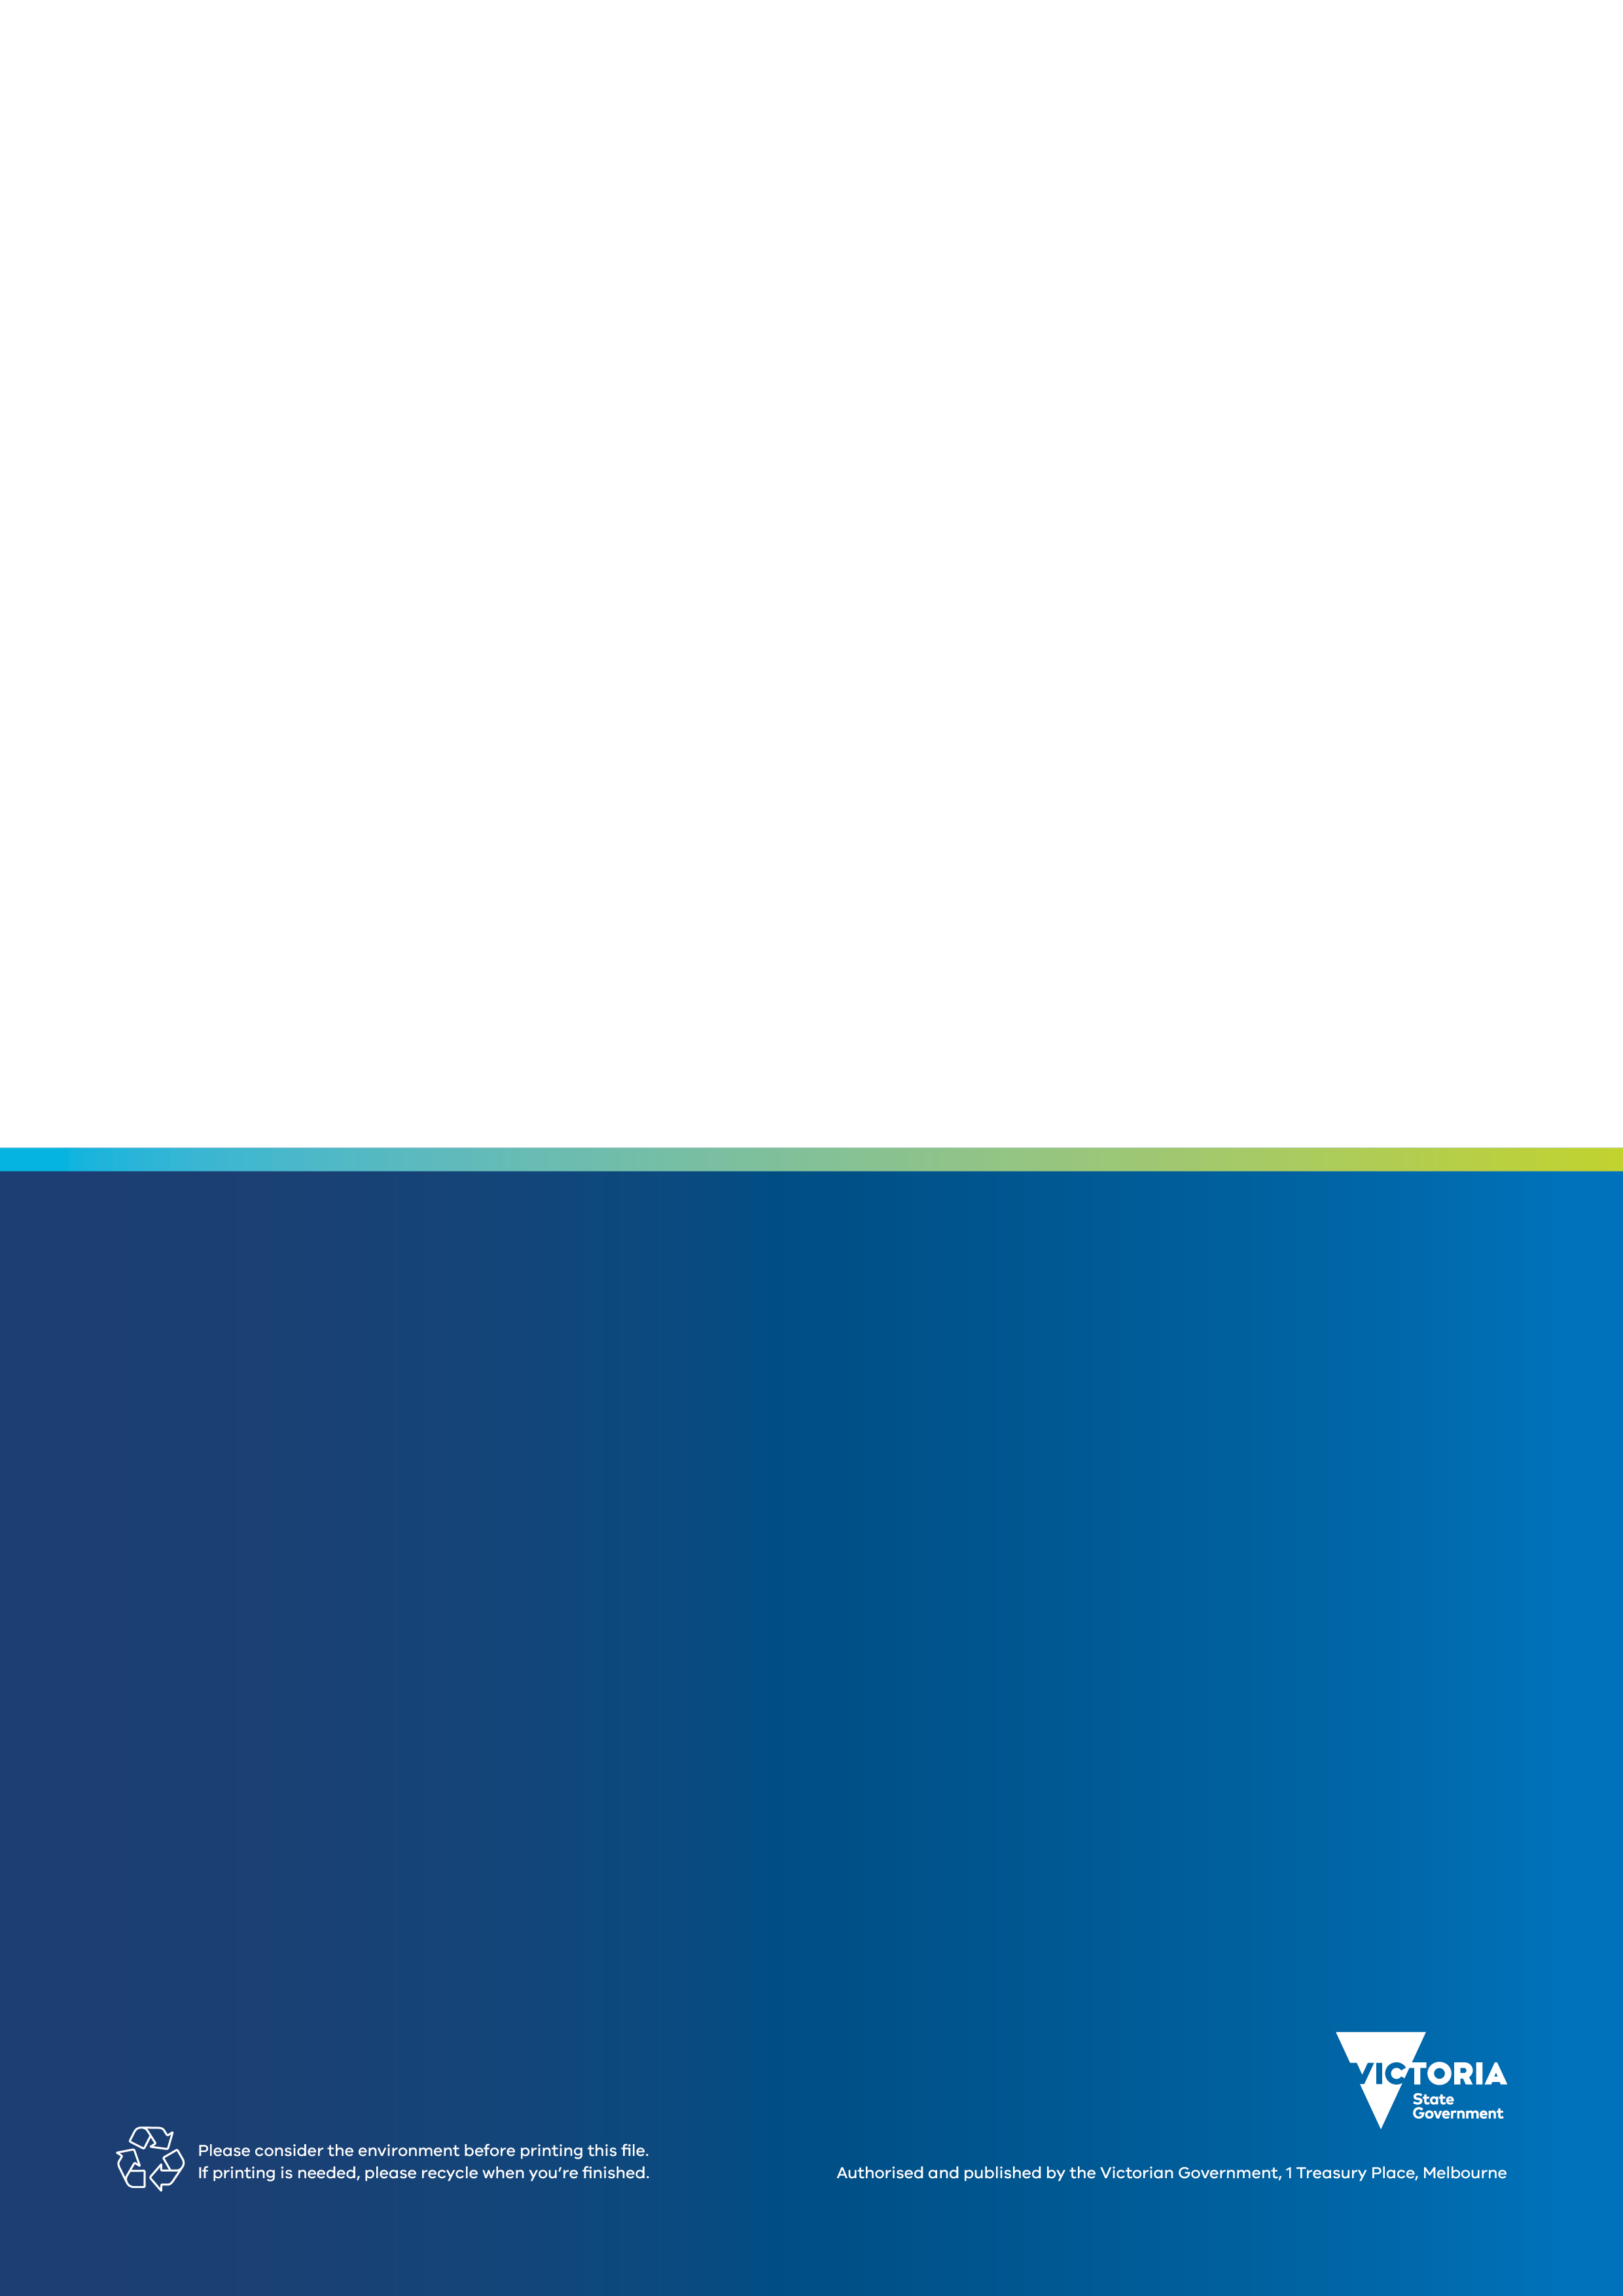 VICTORIA
State
Government
Please consider the environment before printing this file.
If printing is needed, please recycle when you’re finished.
Authorised and published by the Victorian Government, 1 Treasury Place, Melbourne